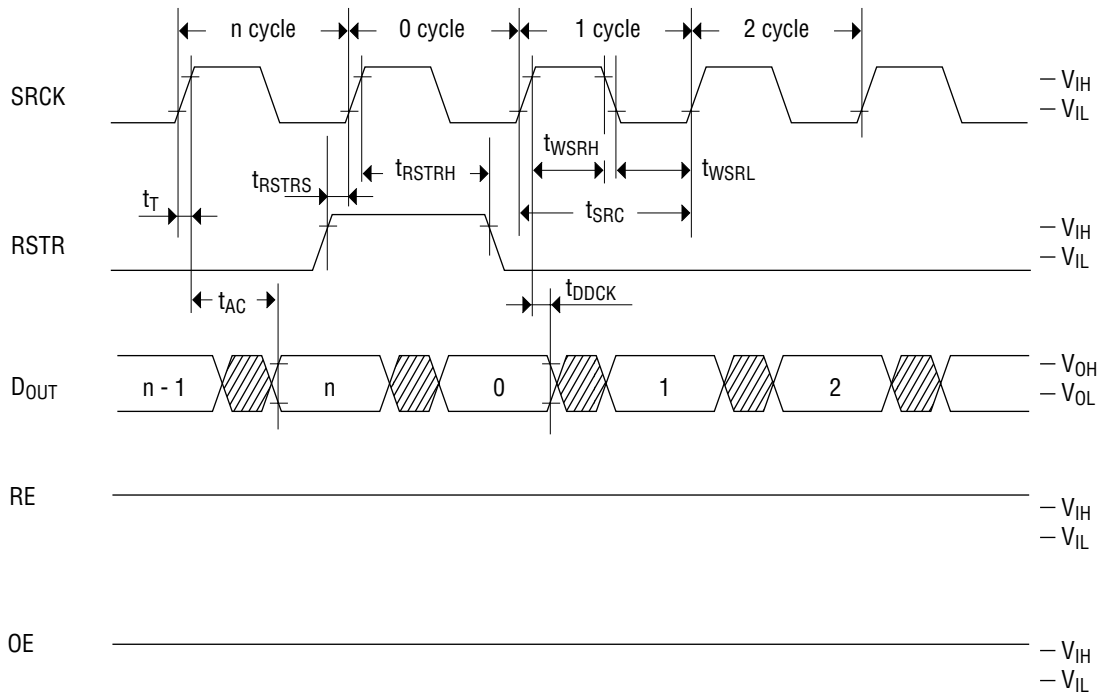 n cycle 0 cycle 1 cycle 2 cycle
SRCK
– VIH
– VIL
tWSRH
tRSTRS tRSTRH tWSRL
tT
tSRC
RSTR
– VIH
– VIL
tAC tDDCK
DOUT n - 1 n 0 1 2
– VOH
– VOL
RE
– VIH
– VIL
OE
– VIH
– VIL